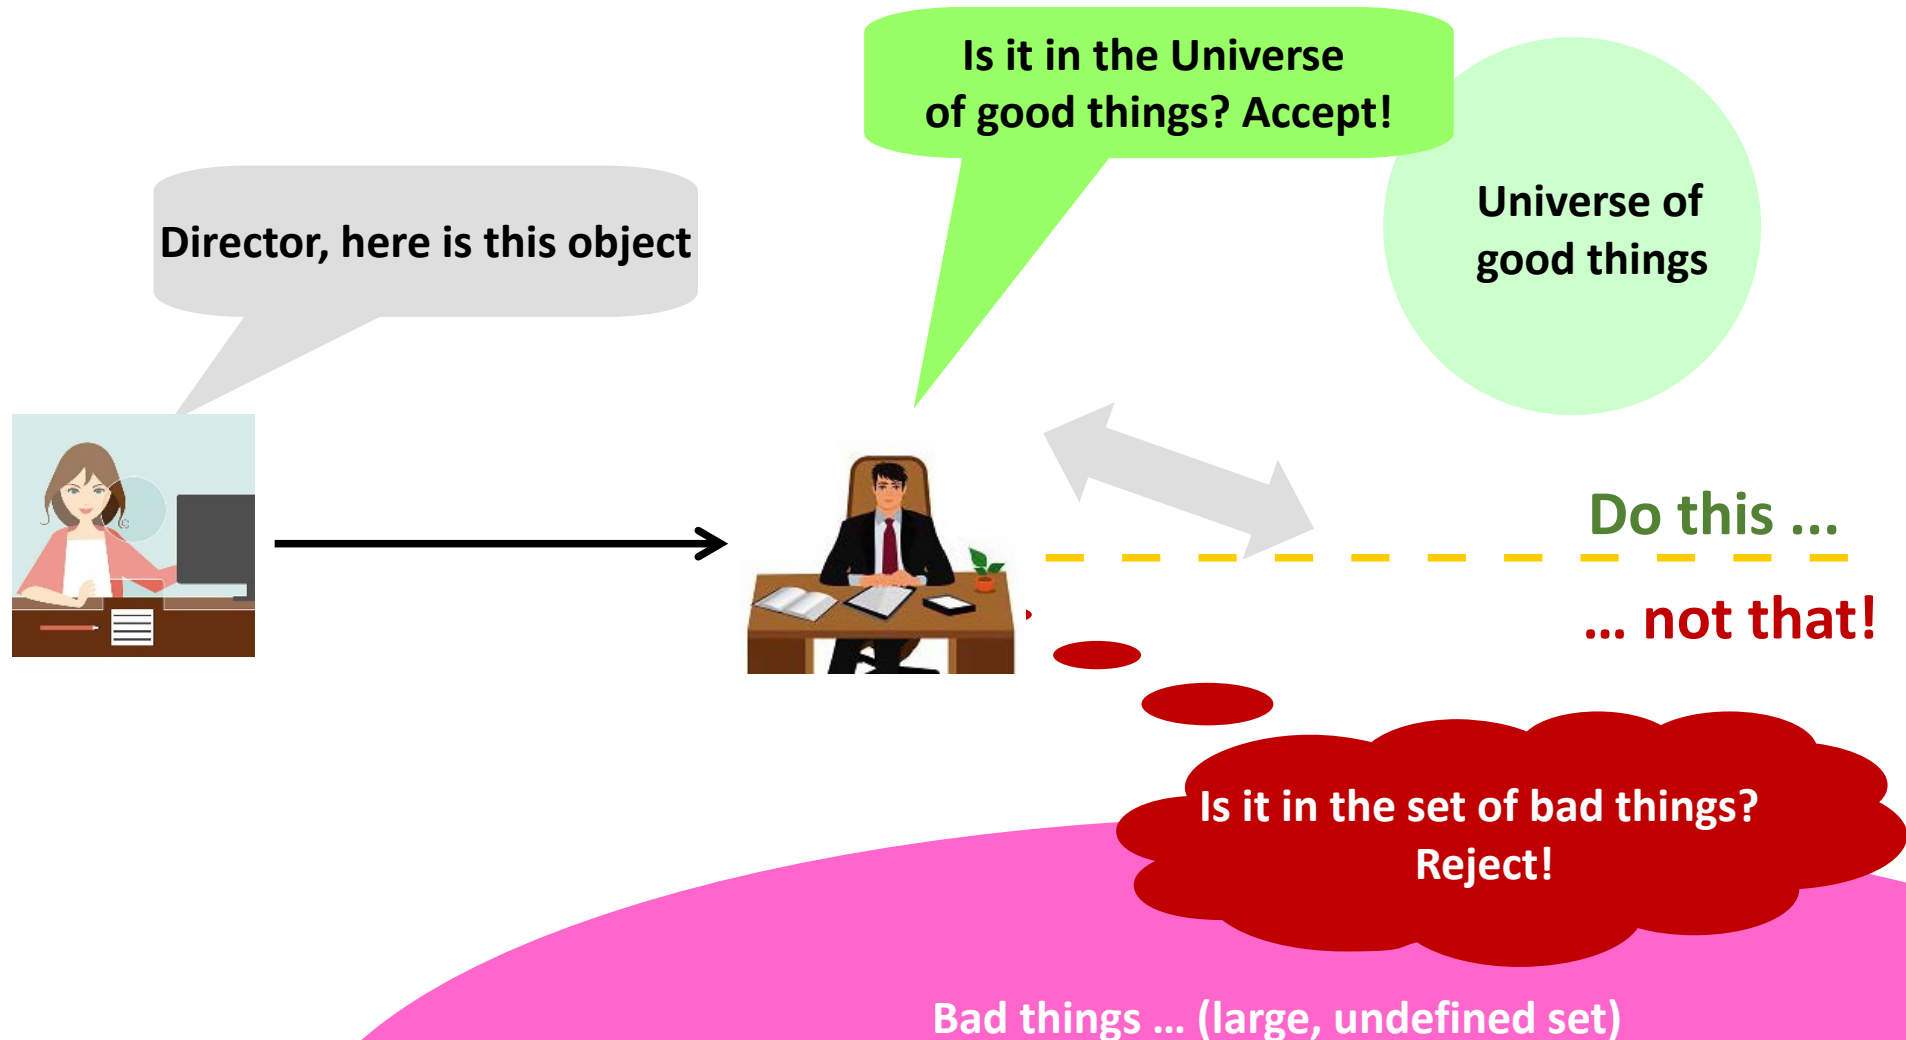 Is it in the Universe
of good things? Accept!
Universe of
good things
Director, here is this object
Do this ...
... not that!
Is it in the set of bad things?
Reject!
Bad things ... (large, undefined set)